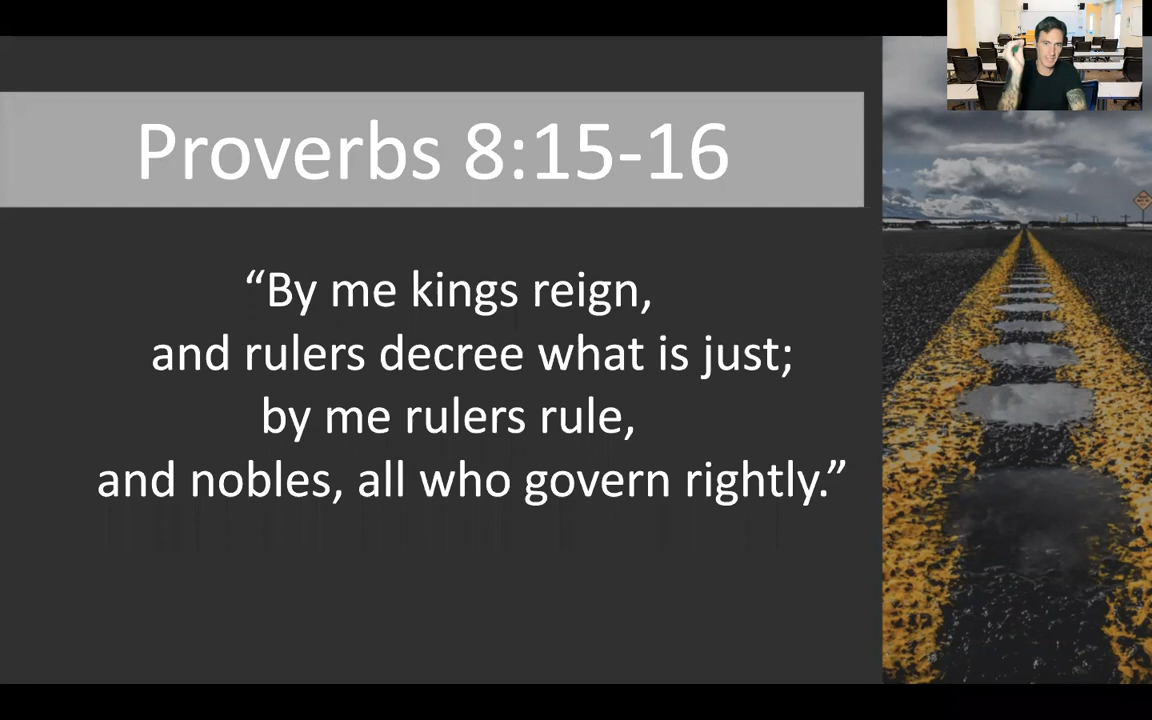 Proverbs 8:15-16
“By me kings reign,
and rulers decree what is just;
by me rulers rule,
and nobles, all who govern rightly.”